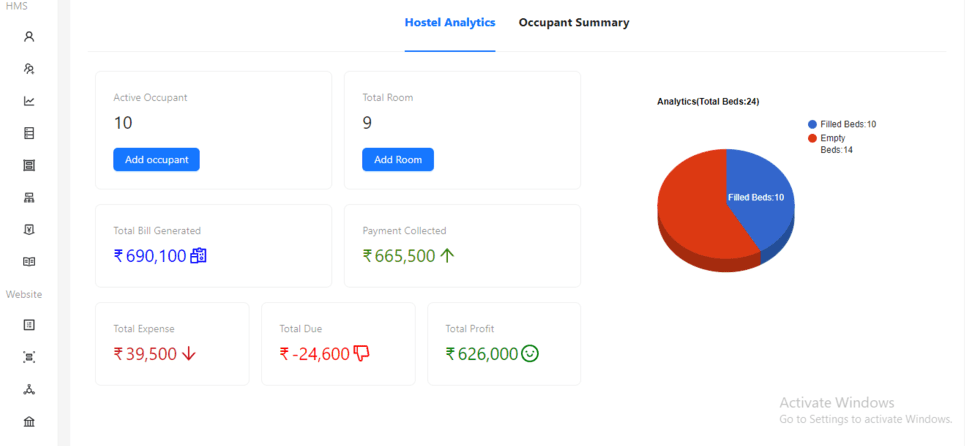 HMS
Hostel Analytics
Occupant Summary
Active Occupant
10
Add occupant
Total Room
9
Add Room
Analytics(Total Beds:24)
Filled Beds:10
Empty
Beds:14
Filled Beds:10
Total Bill Generated
₹ 690,100
Payment Collected
₹ 665,500
Website
Total Expense
₹ 39,500
Total Due
₹ -24,600
Total Profit
₹ 626,000
Activate Windows
Go to Settings to activate Windows.